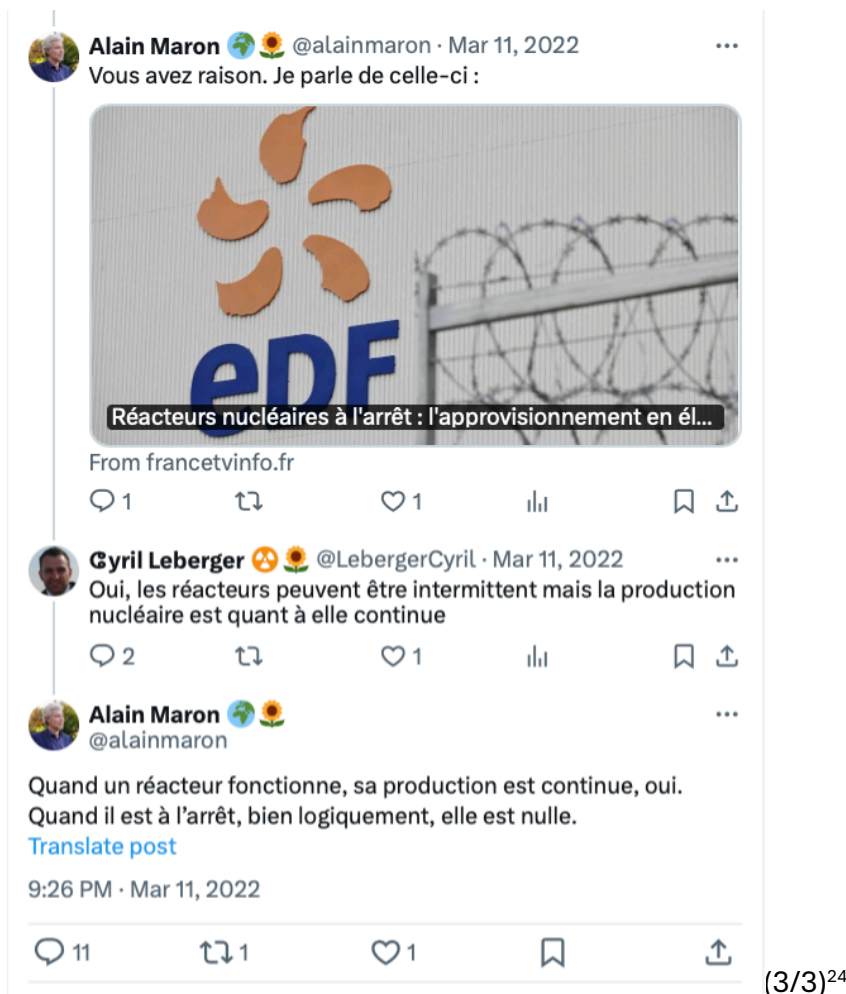 Alain Maron 🌍🌻 @alainmaron · Mar 11, 2022
Vous avez raison. Je parle de celle-ci :
eDF
Réacteurs nucléaires à l'arrêt : l'approvisionnement en él...
From francetvinfo.fr
1 1
Cyril Leberger ☢️🌻 @LebergerCyril · Mar 11, 2022
Oui, les réacteurs peuvent être intermittent mais la production
nucléaire est quant à elle continue
2 1
Alain Maron 🌍🌻
@alainmaron
Quand un réacteur fonctionne, sa production est continue, oui.
Quand il est à l'arrêt, bien logiquement, elle est nulle.
Translate post
9:26 PM · Mar 11, 2022
11 1 1
(3/3)24